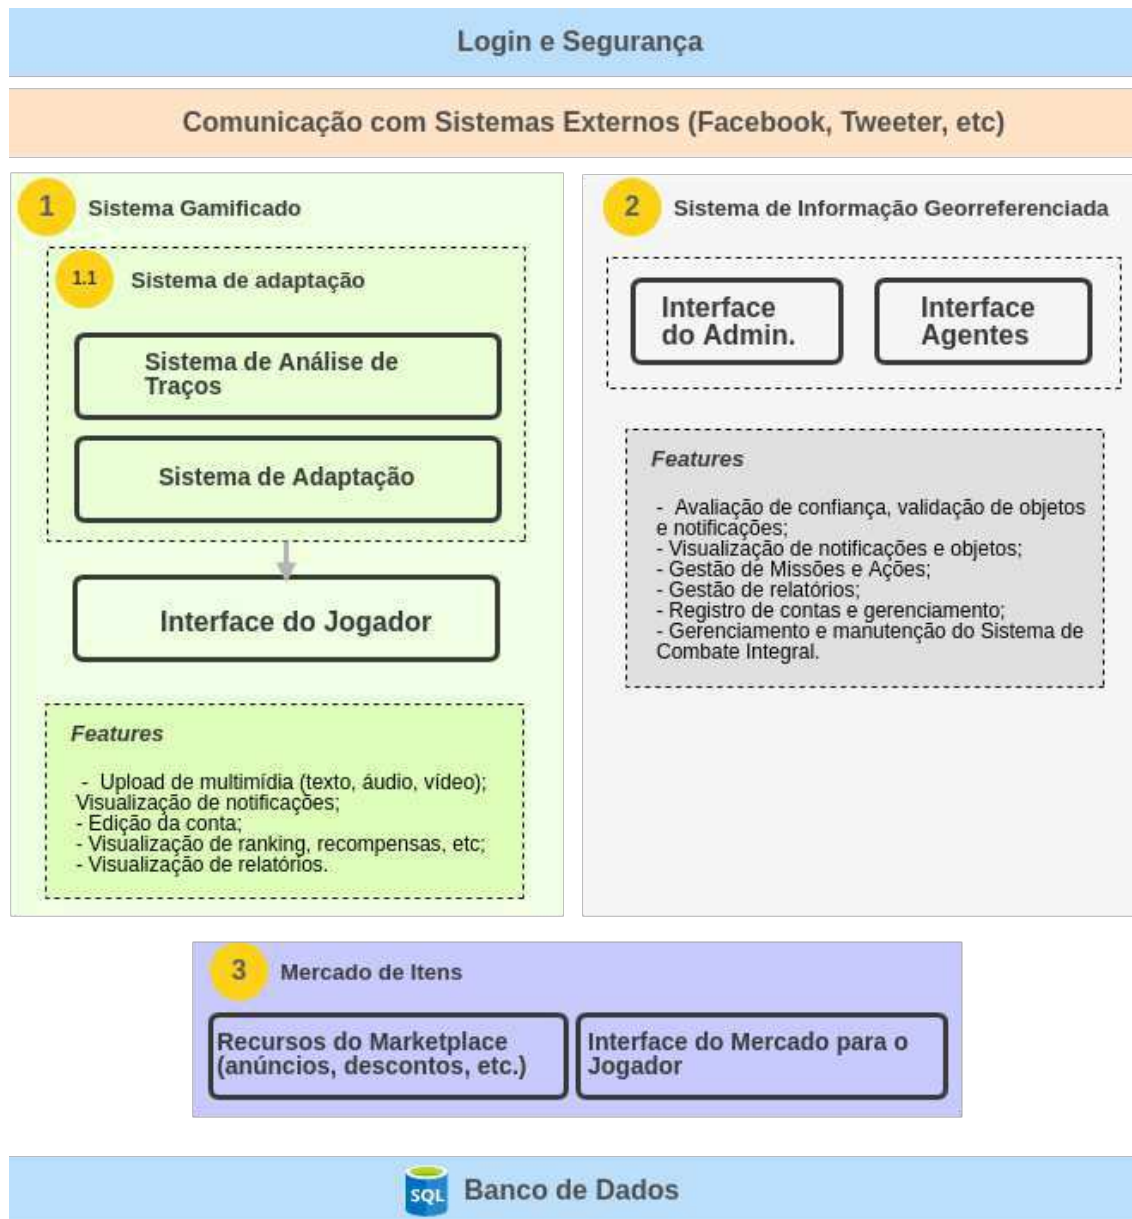 Login e Segurança
Comunicação com Sistemas Externos (Facebook, Tweeter, etc)
1
Sistema Gamificado
1.1
Sistema de adaptação
Sistema de Análise de
Traços
Sistema de Adaptação
Interface do Jogador
Features
- Upload de multimídia (texto, áudio, vídeo);
Visualização de notificações;
- Edição da conta;
- Visualização de ranking, recompensas, etc;
- Visualização de relatórios.
2
Sistema de Informação Georreferenciada
Interface
do Admin.
Interface
Agentes
Features
- Avaliação de confiança, validação de objetos
e notificações;
- Visualização de notificações e objetos;
- Gestão de Missões e Ações;
- Gestão de relatórios;
- Registro de contas e gerenciamento;
- Gerenciamento e manutenção do Sistema de
Combate Integral.
3
Mercado de Itens
Recursos do Marketplace
(anúncios, descontos, etc.)
Interface do Mercado para o
Jogador
SQL
Banco de Dados